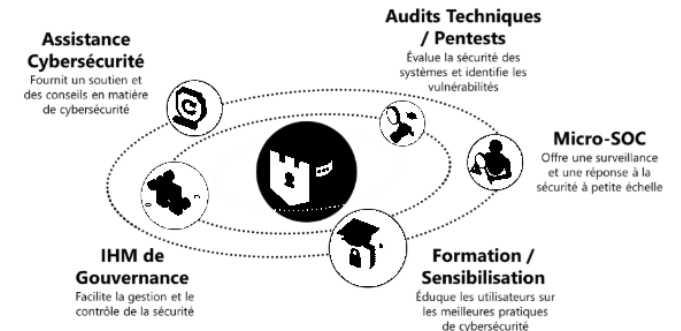 Audits Techniques
/ Pentests
Évalue la sécurité des
systèmes et identifie les
vulnérabilités
Assistance
Cybersécurité
Fournit un soutien et
des conseils en matière
de cybersécurité
Micro-SOC
Offre une surveillance
et une réponse à la
sécurité à petite échelle
IHM de
Gouvernance
Facilite la gestion et le
contrôle de la sécurité
Formation /
Sensibilisation
Éduque les utilisateurs sur
les meilleures pratiques
de cybersécurité